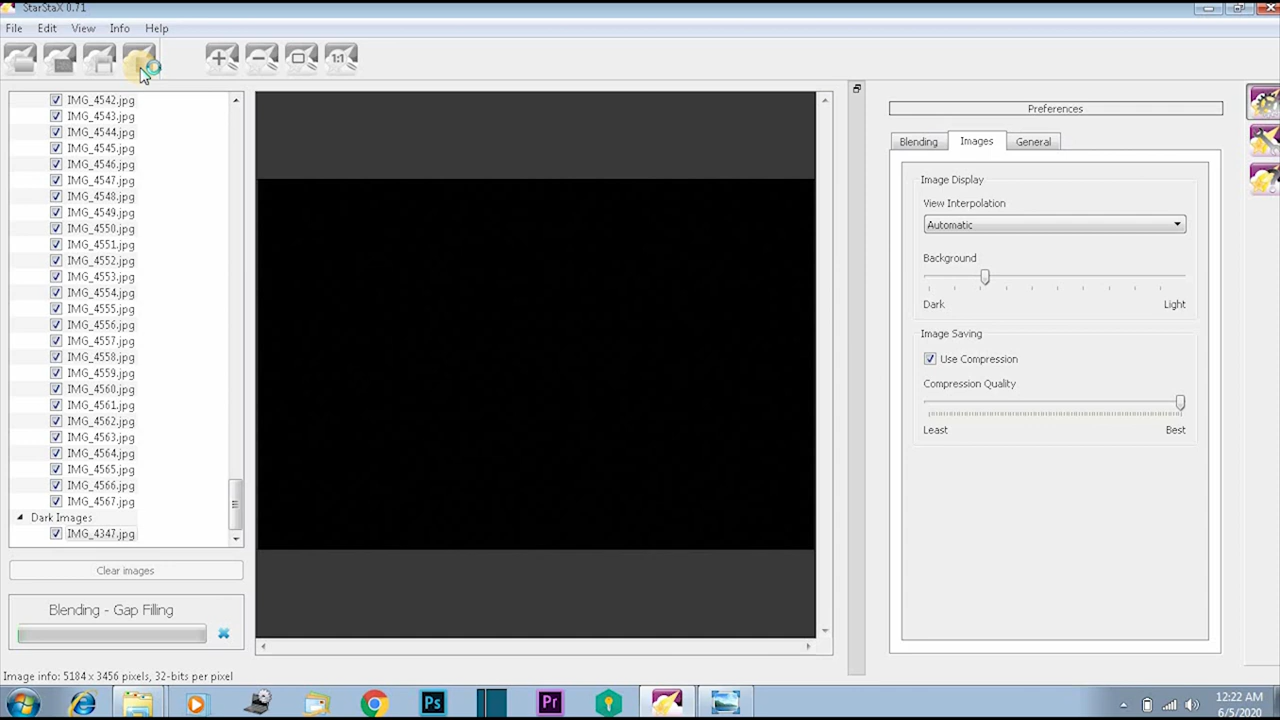 StarStaX 0.71
File Edit View Info Help
1:1
IMG_4542.jpg
IMG_4543.jpg
IMG_4544.jpg
IMG_4545.jpg
IMG_4546.jpg
IMG_4547.jpg
IMG_4548.jpg
IMG_4549.jpg
IMG_4550.jpg
IMG_4551.jpg
IMG_4552.jpg
IMG_4553.jpg
IMG_4554.jpg
IMG_4555.jpg
IMG_4556.jpg
IMG_4557.jpg
IMG_4558.jpg
IMG_4559.jpg
IMG_4560.jpg
IMG_4561.jpg
IMG_4562.jpg
IMG_4563.jpg
IMG_4564.jpg
IMG_4565.jpg
IMG_4566.jpg
IMG_4567.jpg
Dark Images
IMG_4347.jpg
Clear images
Blending - Gap Filling
Image info: 5184 x 3456 pixels, 32-bits per pixel
Preferences
Blending Images General
Image Display
View Interpolation
Automatic
Background
Dark Light
Image Saving
Use Compression
Compression Quality
Least Best
Ps
Pr
12:22 AM
6/5/2020